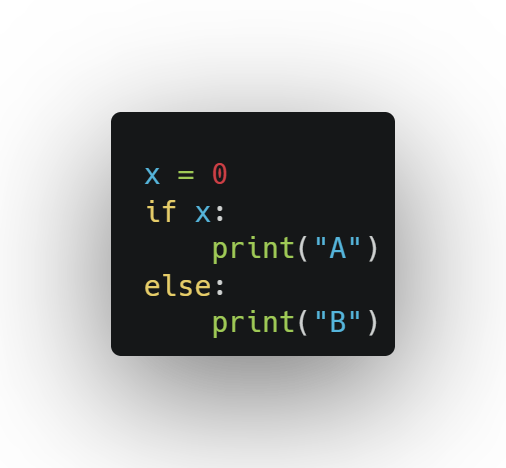 x = 0
if x:
    print("A")
else:
    print("B")